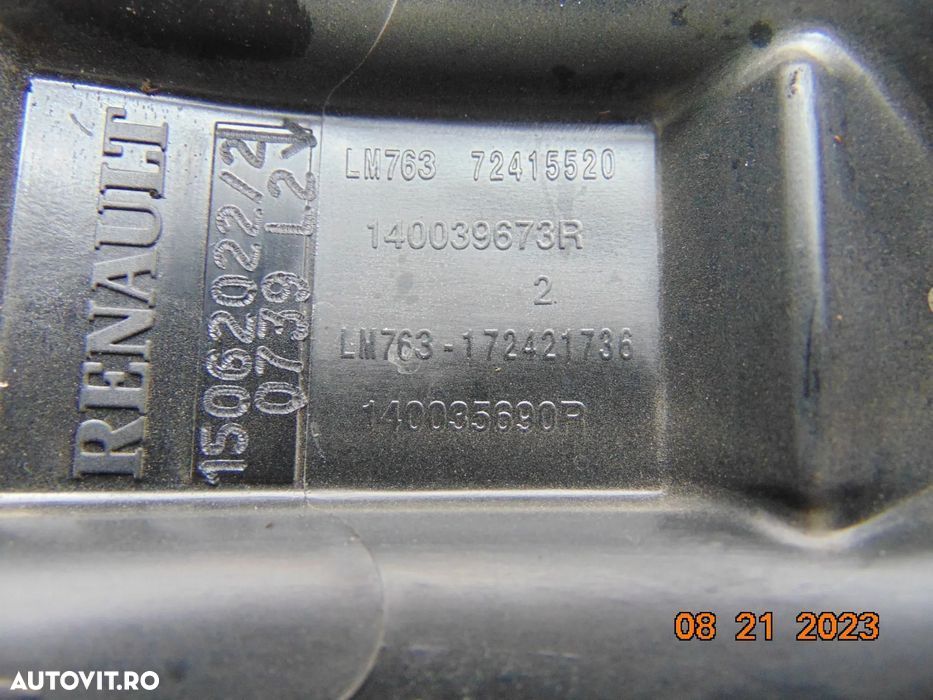 RENAULT
15062022/2
0739 L2
LM763 72415520
140039673R
2
LM763-172421736
140035690R
08 21 2023
AUTOVIT.RO